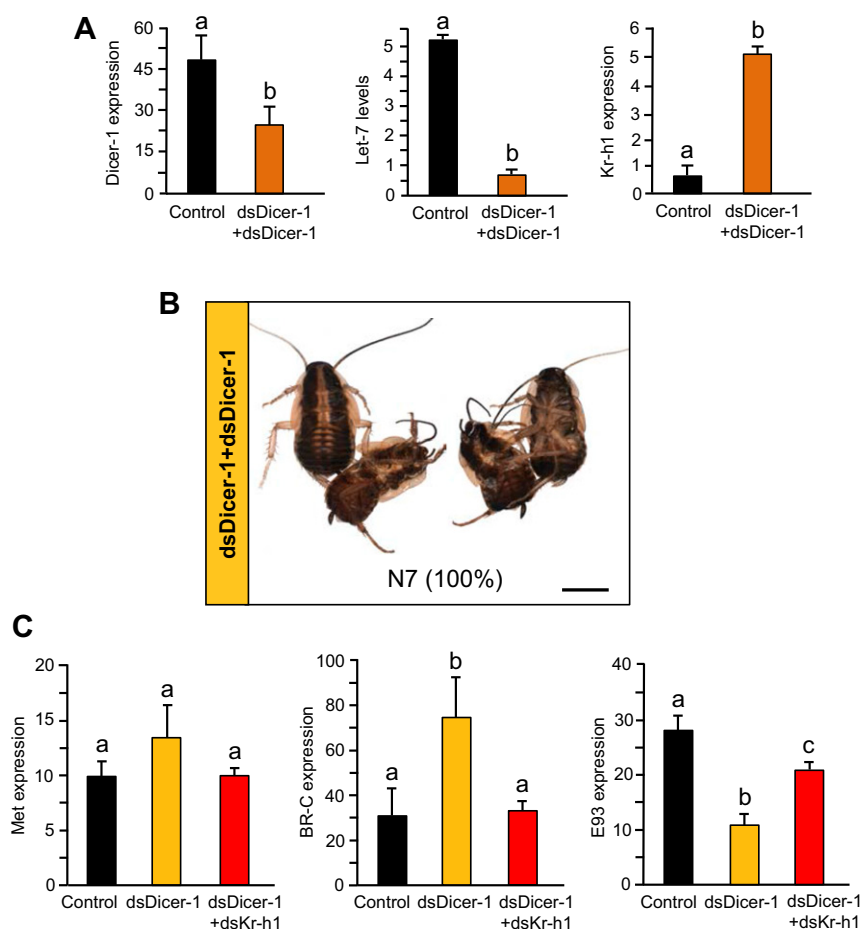 A
Dicer-1 expression
60
45
30
15
0
a
b
Control
dsDicer-1
+dsDicer-1
Let-7 levels
5
4
3
2
1
0
a
b
Control
dsDicer-1
+dsDicer-1
Kr-h1 expression
6
5
4
3
2
1
0
a
b
Control
dsDicer-1
+dsDicer-1
B
dsDicer-1+dsDicer-1
N7 (100%)
C
Met expression
20
15
10
5
0
a
a
a
Control
dsDicer-1
dsDicer-1
+dsKr-h1
BR-C expression
100
80
60
40
20
0
a
b
a
Control
dsDicer-1
dsDicer-1
+dsKr-h1
E93 expression
40
30
20
10
0
a
b
c
Control
dsDicer-1
dsDicer-1
+dsKr-h1